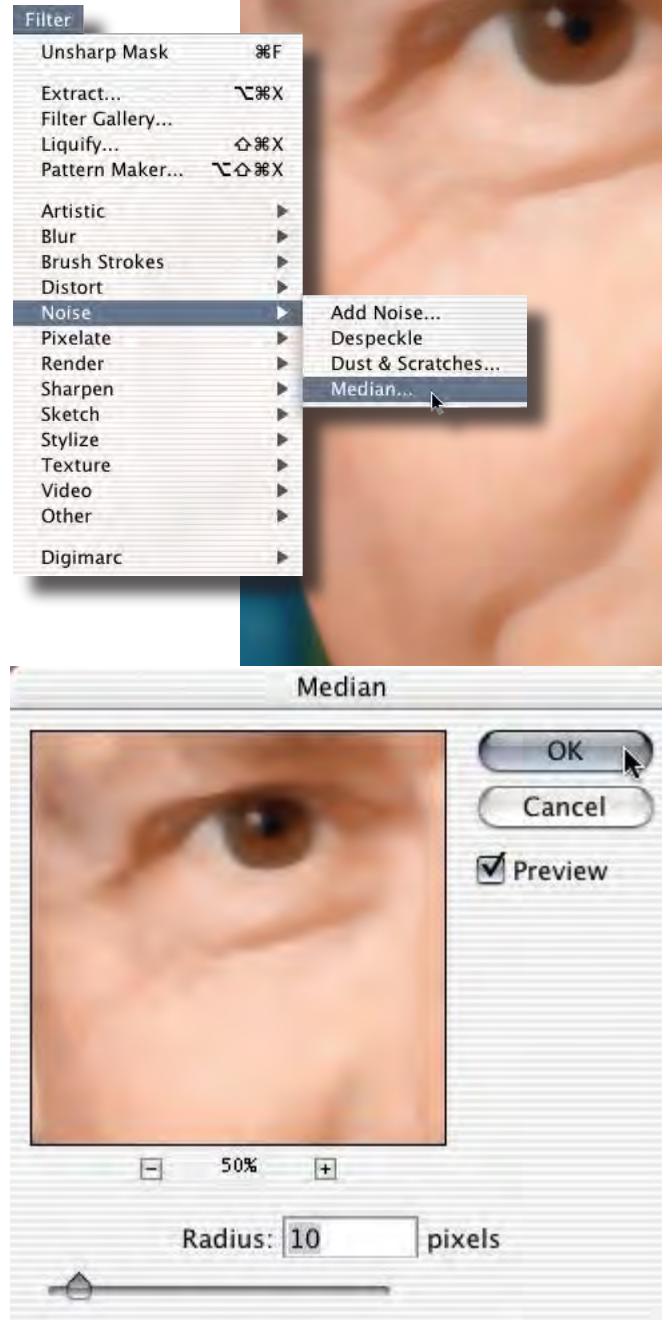 Filter
Unsharp Mask ⌘F
Extract... ⌥⌘X
Filter Gallery...
Liquify... ⇧⌘X
Pattern Maker... ⌥⇧⌘X
Artistic
Blur
Brush Strokes
Distort
Noise
Pixelate
Render
Sharpen
Sketch
Stylize
Texture
Video
Other
Digimarc
Add Noise...
Despeckle
Dust & Scratches...
Median...
Median
OK
Cancel
Preview
50%
Radius: 10 pixels